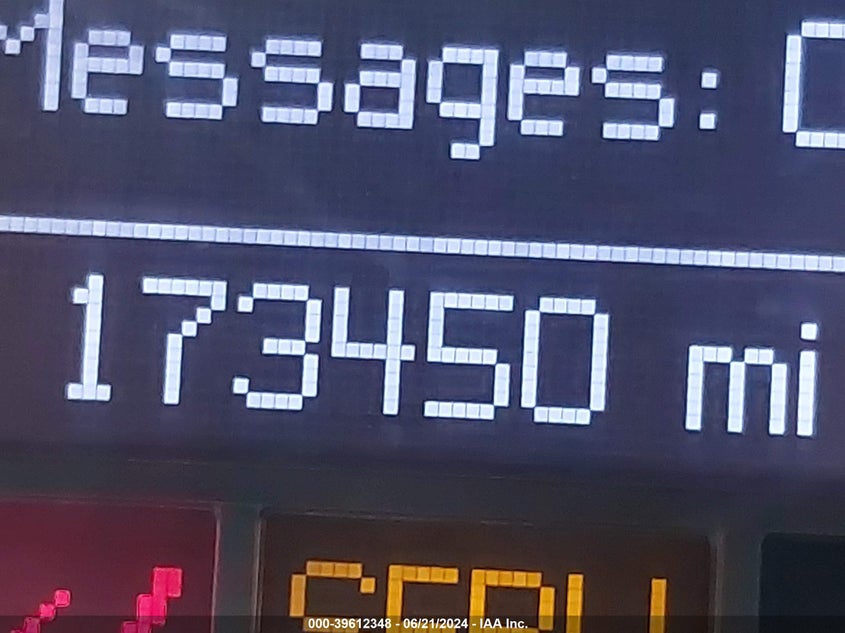 Messages:
173450 mi
000-39612348 - 06/21/2024 - IAA Inc.